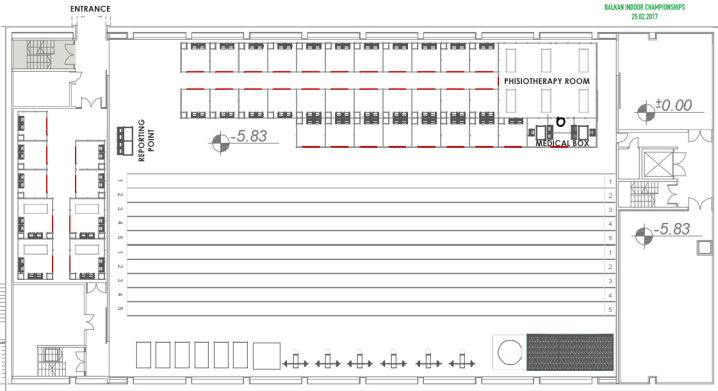 ENTRANCE
BALKAN INDOOR CHAMPIONSHIPS
25.02.2017
PHISIOTHERAPY ROOM
±0.00
REPORTING
POINT
-5.83
MEDICAL BOX
1 1
2 2
3 3
4 4
5 5
1 1
2 2
3 3
4 4
5 5
-5.83